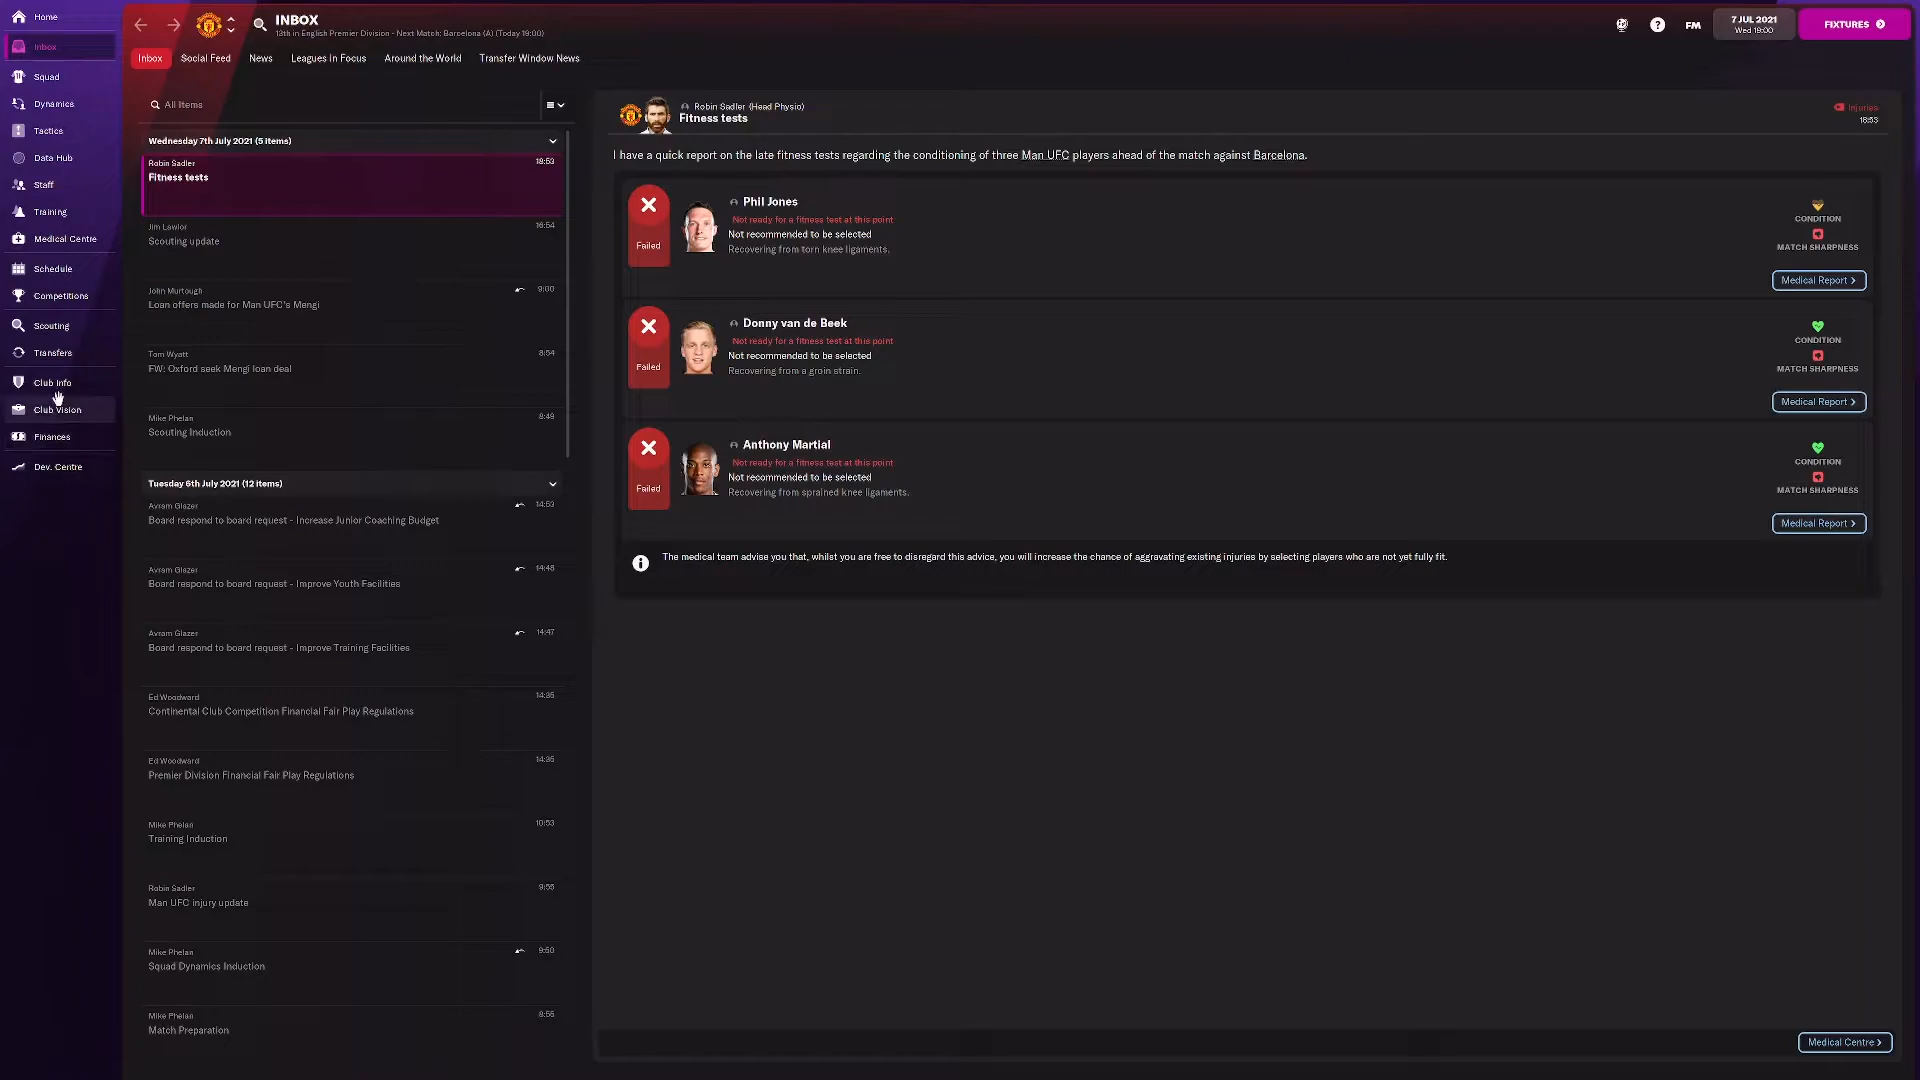 Home
Inbox
Squad
Dynamics
Tactics
Data Hub
Staff
Training
Medical Centre
Schedule
Competitions
Scouting
Transfers
Club Info
Club Vision
Finances
Dev. Centre
INBOX
13th in English Premier Division - Next Match: Barcelona (A) (Today 19:00)
FM
7 JUL 2021
Wed 19:00
FIXTURES
Inbox Social Feed News Leagues in Focus Around the World Transfer Window News
All Items
Wednesday 7th July 2021 (5 Items)
Robin Sadler 18:53
Fitness tests
Jim Lawlor 16:54
Scouting update
John Murtough 9:00
Loan offers made for Man UFC's Mengi
Tom Wyatt 8:54
FW: Oxford seek Mengi loan deal
Mike Phelan 8:49
Scouting Induction
Tuesday 6th July 2021 (12 Items)
Avram Glazer 14:53
Board respond to board request - Increase Junior Coaching Budget
Avram Glazer 14:48
Board respond to board request - Improve Youth Facilities
Avram Glazer 14:47
Board respond to board request - Improve Training Facilities
Ed Woodward 14:35
Continental Club Competition Financial Fair Play Regulations
Ed Woodward 14:35
Premier Division Financial Fair Play Regulations
Mike Phelan 10:53
Training Induction
Robin Sadler 9:55
Man UFC injury update
Mike Phelan 9:50
Squad Dynamics Induction
Mike Phelan 8:55
Match Preparation
Robin Sadler (Head Physio)
Fitness tests
Injuries
18:53
I have a quick report on the late fitness tests regarding the conditioning of three Man UFC players ahead of the match against Barcelona.
Failed
Phil Jones
Not ready for a fitness test at this point
Not recommended to be selected
Recovering from torn knee ligaments.
CONDITION
MATCH SHARPNESS
Medical Report
Failed
Donny van de Beek
Not ready for a fitness test at this point
Not recommended to be selected
Recovering from a groin strain.
CONDITION
MATCH SHARPNESS
Medical Report
Failed
Anthony Martial
Not ready for a fitness test at this point
Not recommended to be selected
Recovering from sprained knee ligaments.
CONDITION
MATCH SHARPNESS
Medical Report
The medical team advise you that, whilst you are free to disregard this advice, you will increase the chance of aggravating existing injuries by selecting players who are not yet fully fit.
Medical Centre